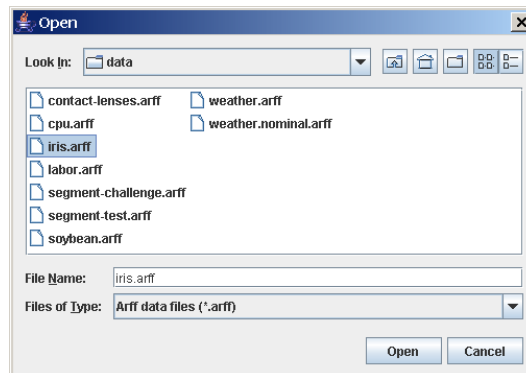 Open
Look In: data
contact-lenses.arff weather.arff
cpu.arff weather.nominal.arff
iris.arff
labor.arff
segment-challenge.arff
segment-test.arff
soybean.arff
File Name: iris.arff
Files of Type: Arff data files (*.arff)
Open Cancel